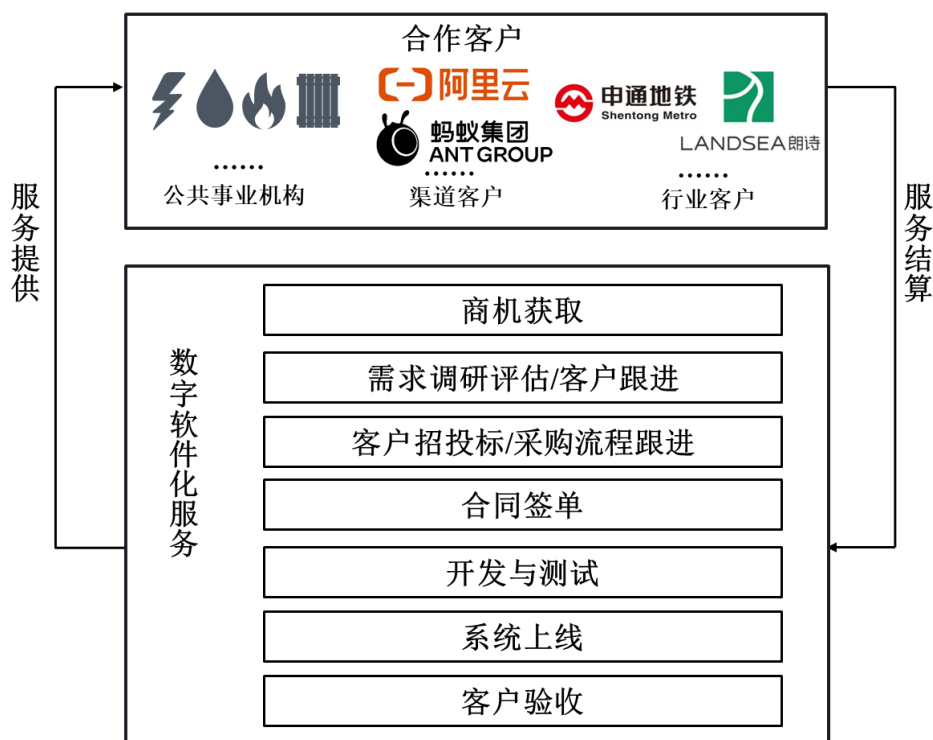 合作客户
阿里云
蚂蚁集团
ANT GROUP
申通地铁
Shentong Metro
LANDSEA朗诗
……
公共事业机构
……
渠道客户
……
行业客户
服务提供
服务结算
数字软件化服务
商机获取
需求调研评估/客户跟进
客户招投标/采购流程跟进
合同签单
开发与测试
系统上线
客户验收